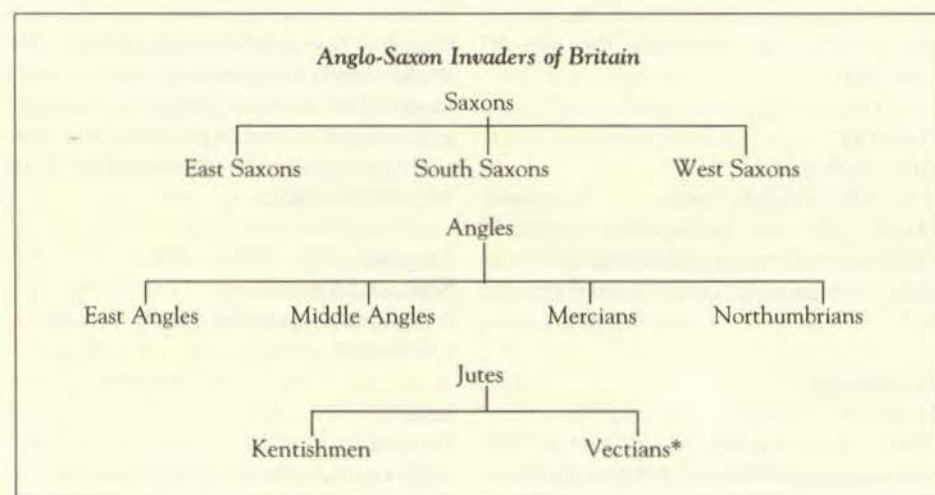 Anglo-Saxon Invaders of Britain
Saxons
East Saxons South Saxons West Saxons
Angles
East Angles Middle Angles Mercians Northumbrians
Jutes
Kentishmen Vectians*